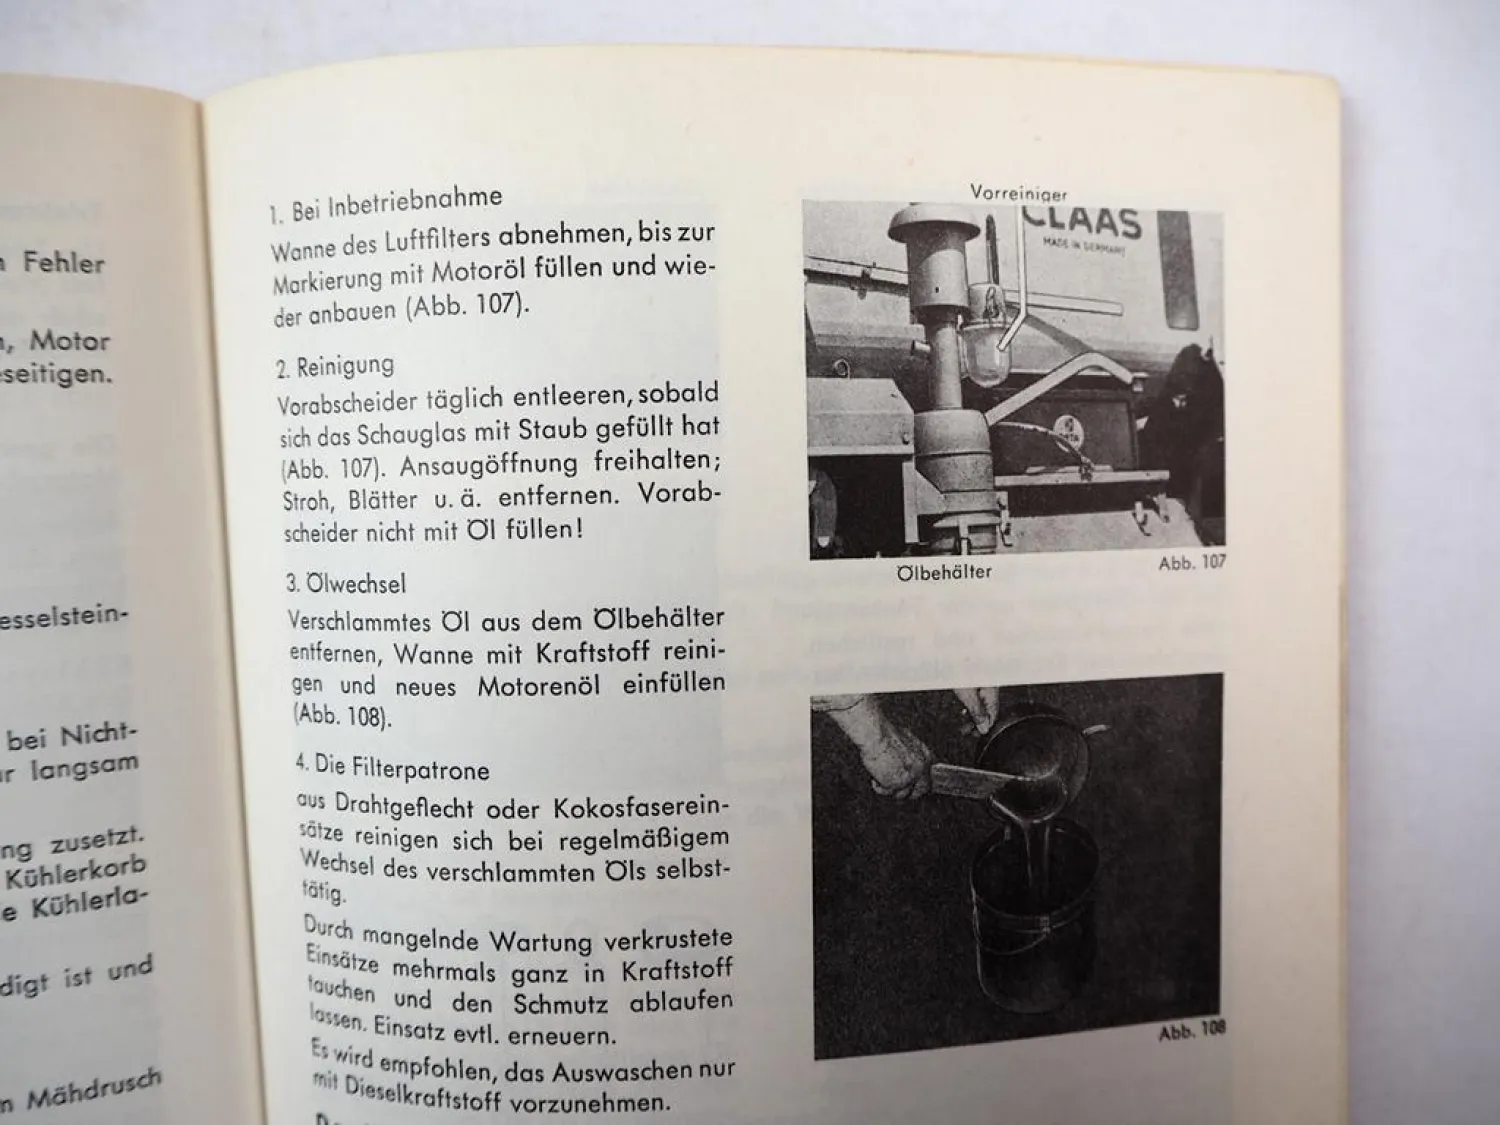 Fehler
Motor
seitigen.
esselstein-
bei Nicht-
langsam
ng zusetzt.
Kühlerkorb
e Kühlerla-
digt ist und
Mähdrusch
1. Bei Inbetriebnahme
Wanne des Luftfilters abnehmen, bis zur
Markierung mit Motoröl füllen und wie-
der anbauen (Abb. 107).
2. Reinigung
Vorabscheider täglich entleeren, sobald
sich das Schauglas mit Staub gefüllt hat
(Abb. 107). Ansaugöffnung freihalten;
Stroh, Blätter u. ä. entfernen. Vorab-
scheider nicht mit Öl füllen!
3. Ölwechsel
Verschlammtes Öl aus dem Ölbehälter
entfernen, Wanne mit Kraftstoff reini-
gen und neues Motorenöl einfüllen
(Abb. 108).
4. Die Filterpatrone
aus Drahtgeflecht oder Kokosfaserein-
sätze reinigen sich bei regelmäßigem
Wechsel des verschlammten Öls selbst-
tätig.
Durch mangelnde Wartung verkrustete
Einsätze mehrmals ganz in Kraftstoff
tauchen und den Schmutz ablaufen
lassen. Einsatz evtl. erneuern.
Es wird empfohlen, das Auswaschen nur
mit Dieselkraftstoff vorzunehmen.
Vorreiniger
CLAAS
MADE IN GERMANY
Ölbehälter
Abb. 107
Abb. 108